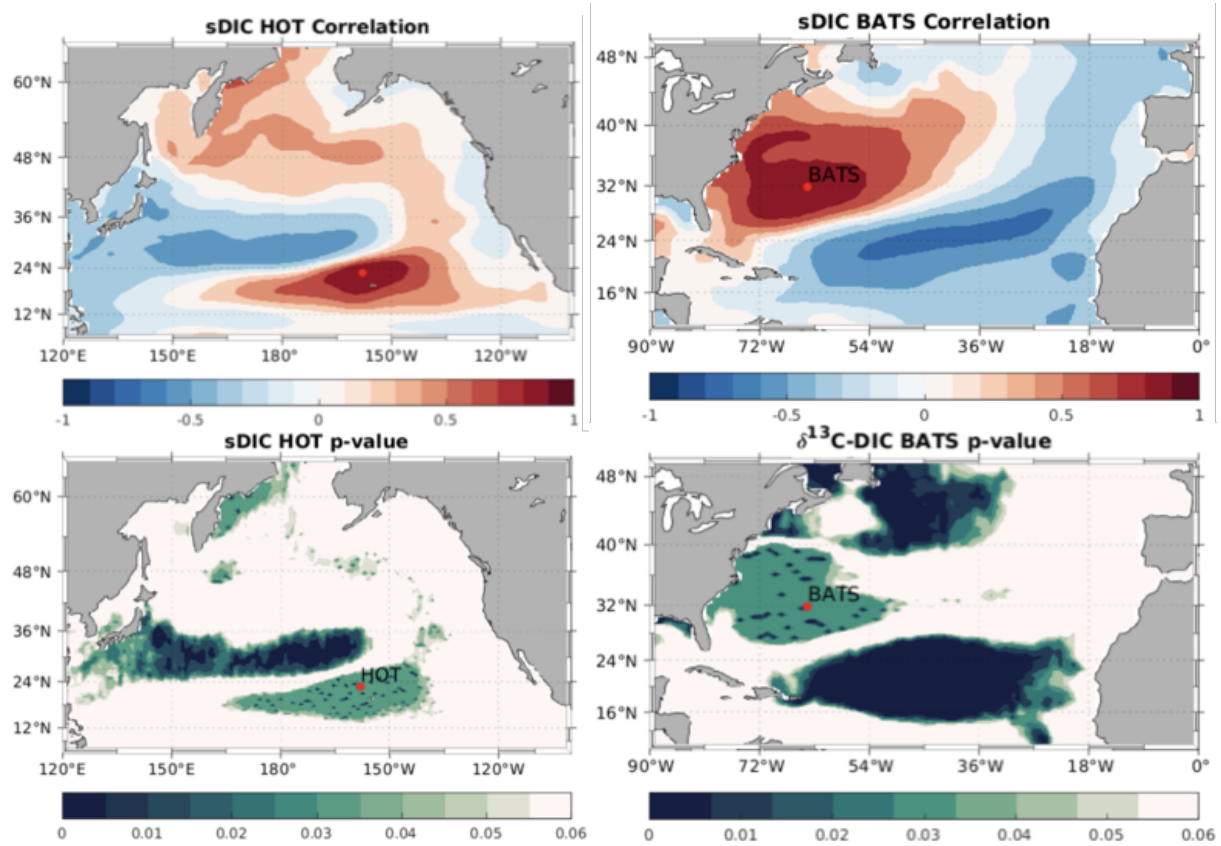 sDIC HOT Correlation
60°N
48°N
36°N
24°N
12°N
120°E 150°E 180° 150°W 120°W
-1 -0.5 0 0.5 1
sDIC BATS Correlation
48°N
40°N
32°N
24°N
16°N
BATS
90°W 72°W 54°W 36°W 18°W 0°
-1 -0.5 0 0.5 1
sDIC HOT p-value
60°N
48°N
36°N
24°N
12°N
HOT
120°E 150°E 180° 150°W 120°W
0 0.01 0.02 0.03 0.04 0.05 0.06
δ¹³C-DIC BATS p-value
48°N
40°N
32°N
24°N
16°N
BATS
90°W 72°W 54°W 36°W 18°W 0°
0 0.01 0.02 0.03 0.04 0.05 0.06